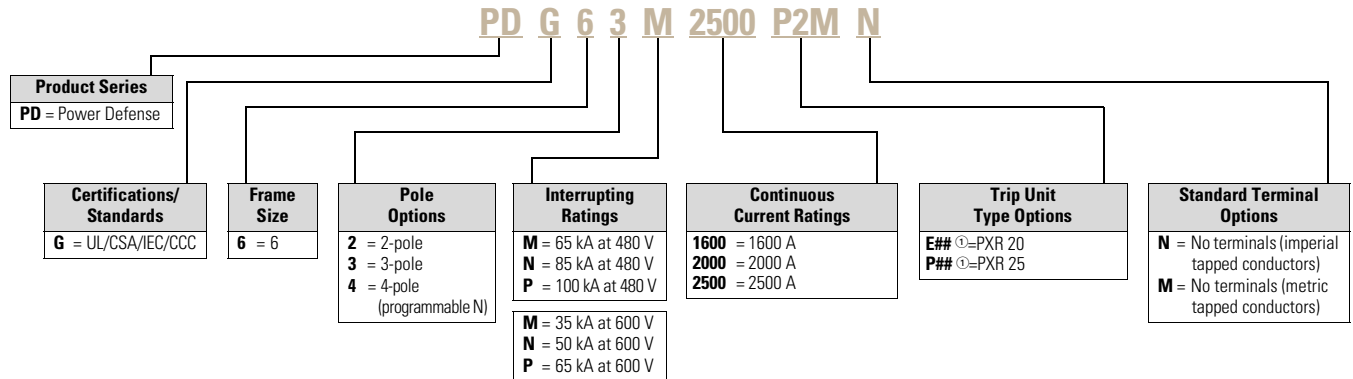 PD G 6 3 M 2500 P2M N
Product Series
PD = Power Defense
Certifications/
Standards
G = UL/CSA/IEC/CCC
Frame
Size
6 = 6
Pole
Options
2 = 2-pole
3 = 3-pole
4 = 4-pole
(programmable N)
Interrupting
Ratings
M = 65 kA at 480 V
N = 85 kA at 480 V
P = 100 kA at 480 V
M = 35 kA at 600 V
N = 50 kA at 600 V
P = 65 kA at 600 V
Continuous
Current Ratings
1600 = 1600 A
2000 = 2000 A
2500 = 2500 A
Trip Unit
Type Options
E## ①=PXR 20
P## ①=PXR 25
Standard Terminal
Options
N = No terminals (imperial
tapped conductors)
M = No terminals (metric
tapped conductors)